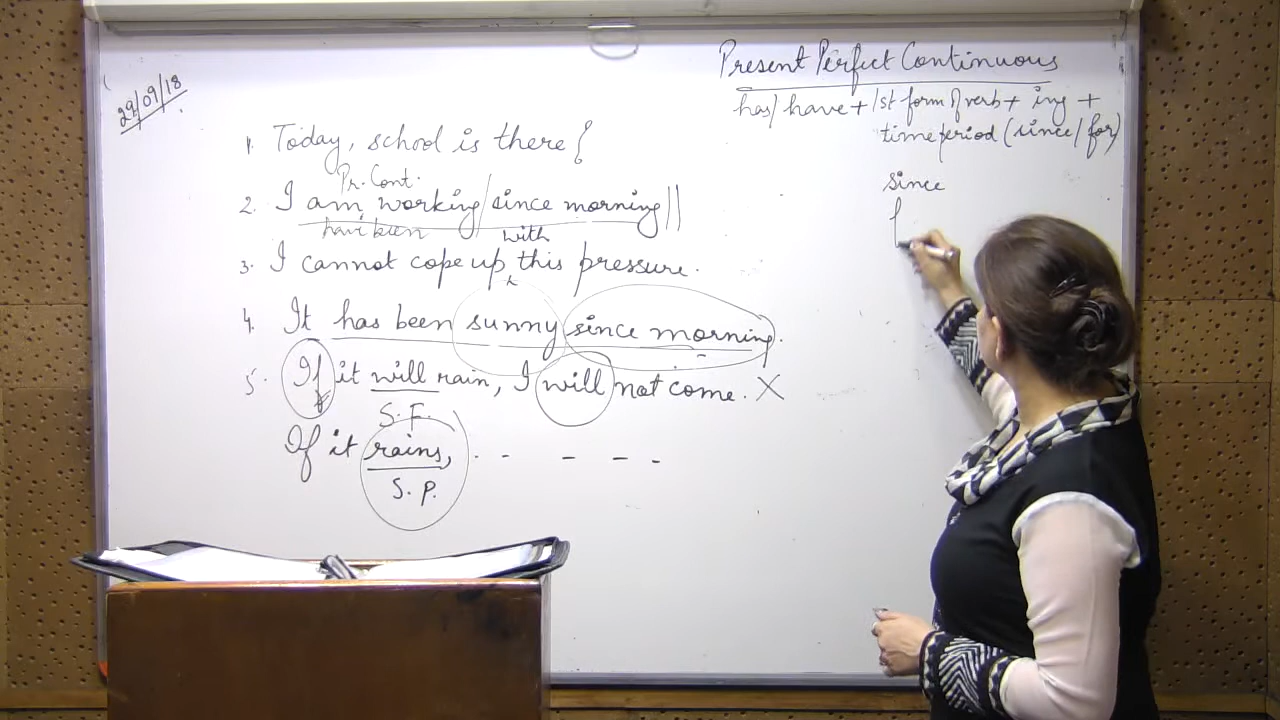 29/09/18
Present Perfect Continuous
has/have + 1st form of verb + ing +
time period (since/for)
since
1. Today, school is there {
Pr. Cont.
2. I am working/since morning||
have been
with
3. I cannot cope up ^ this pressure.
4. It has been sunny since morning.
5. If it will rain, I will not come. X
S. F.
If it rains, . . - - - -
S. P.